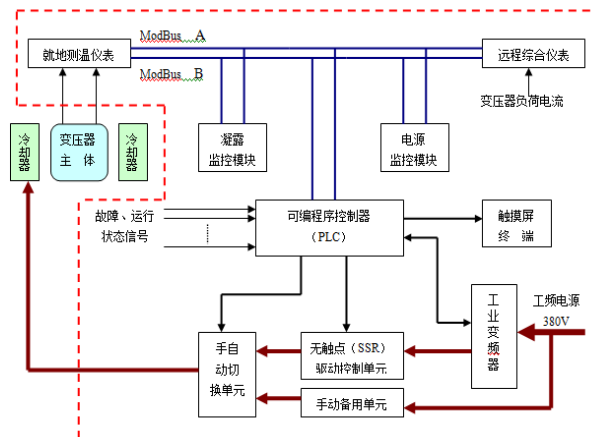 ModBus A
就地测温仪表
远程综合仪表
ModBus B
变压器负荷电流
冷却器
变压器
主 体
冷却器
凝露
监控模块
电源
监控模块
故障、运行
状态信号
可编程序控制器
（PLC）
触摸屏
终 端
工业变频器
工频电源
380V
手自
动切
换单元
无触点（SSR）
驱动控制单元
手动备用单元